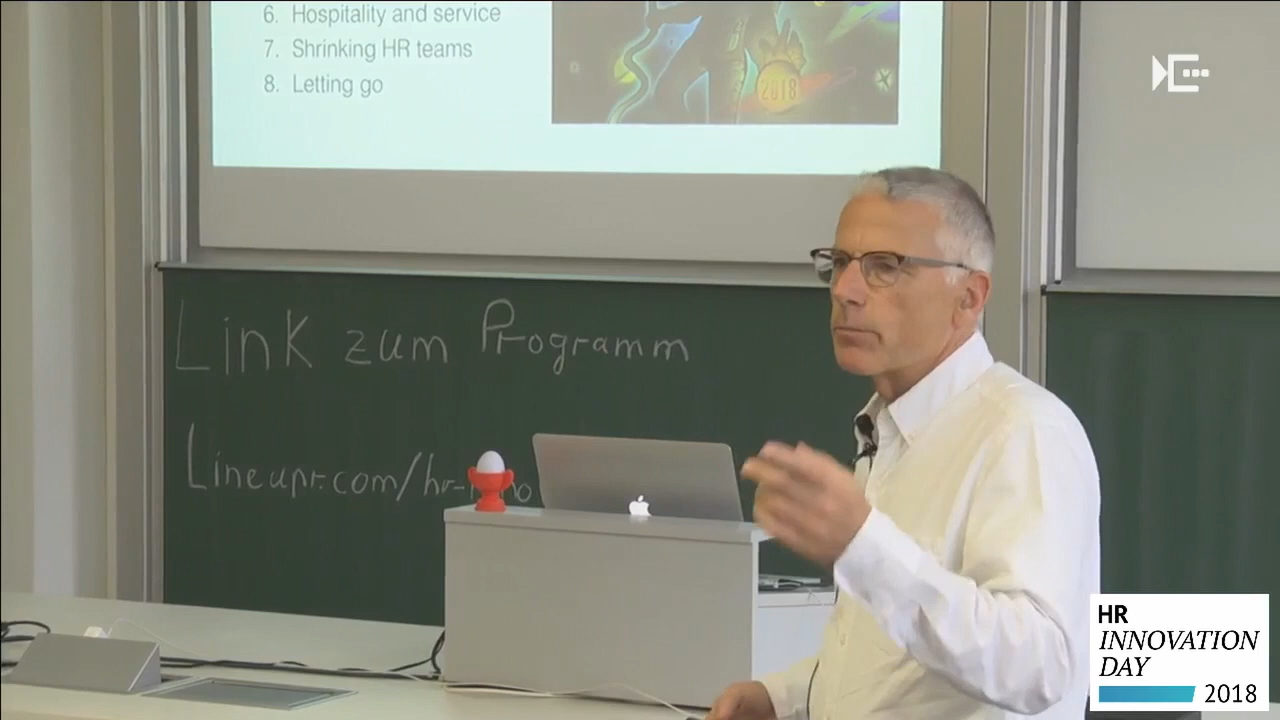 6. Hospitality and service
7. Shrinking HR teams
8. Letting go
2018
Link zum Programm
Lineupr.com/hr-
HR
INNOVATION
DAY
2018